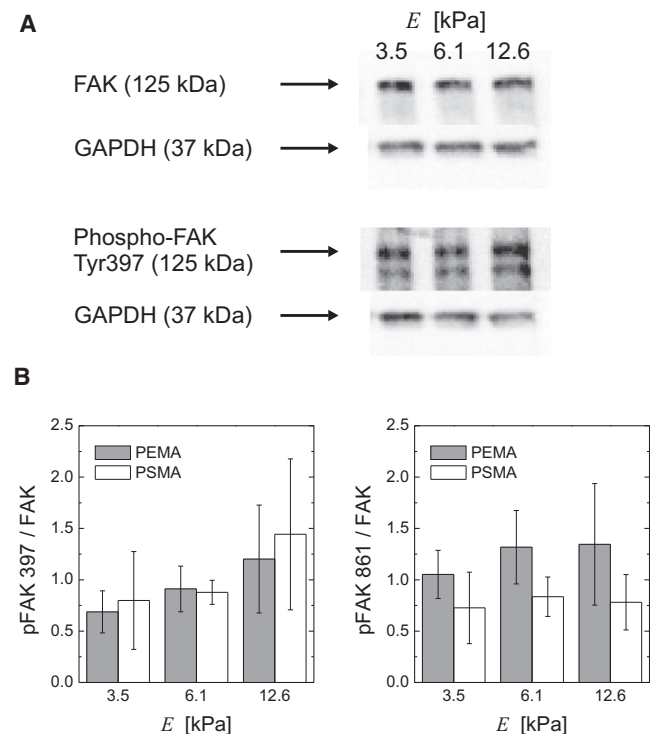 A
E [kPa]
3.5 6.1 12.6
FAK (125 kDa)
GAPDH (37 kDa)
Phospho-FAK
Tyr397 (125 kDa)
GAPDH (37 kDa)
B
2.5
2.0
1.5
1.0
0.5
0.0
pFAK 397 / FAK
PEMA
PSMA
3.5 6.1 12.6
E [kPa]
2.5
2.0
1.5
1.0
0.5
0.0
pFAK 861 / FAK
PEMA
PSMA
3.5 6.1 12.6
E [kPa]